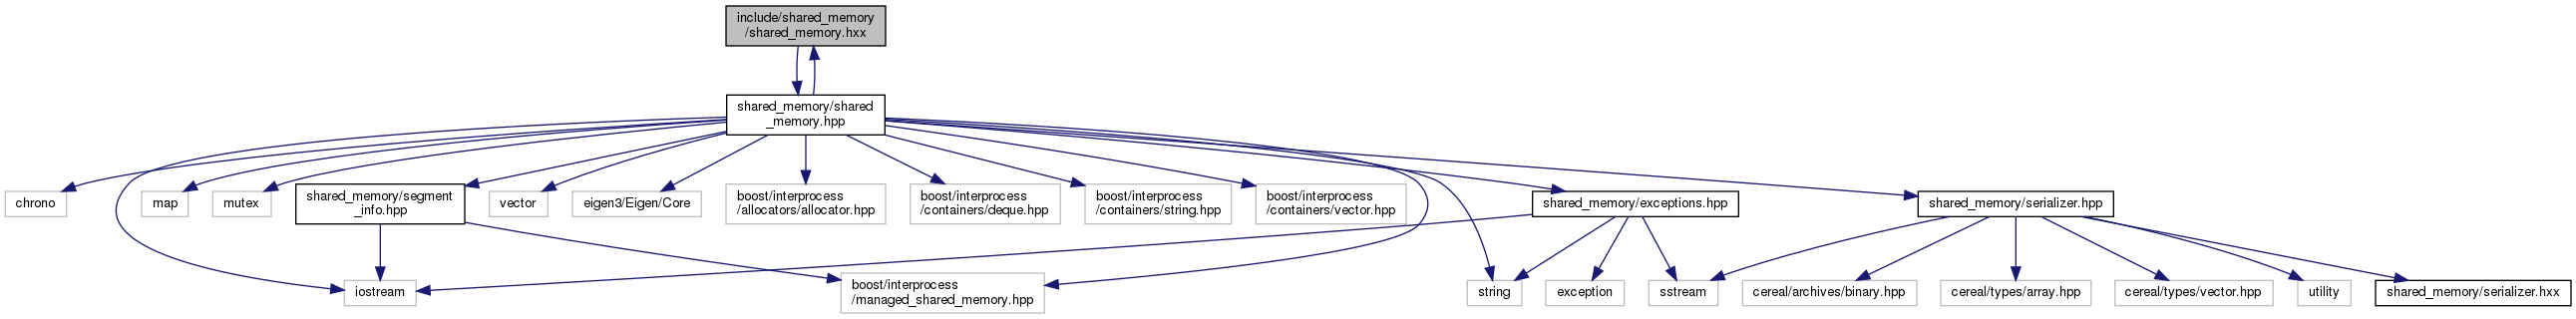 include/shared_memory
/shared_memory.hxx
shared_memory/shared
_memory.hpp
chrono
map
mutex
shared_memory/segment
_info.hpp
vector
eigen3/Eigen/Core
boost/interprocess
/allocators/allocator.hpp
boost/interprocess
/containers/deque.hpp
boost/interprocess
/containers/string.hpp
boost/interprocess
/containers/vector.hpp
shared_memory/exceptions.hpp
shared_memory/serializer.hpp
iostream
boost/interprocess
/managed_shared_memory.hpp
string
exception
sstream
cereal/archives/binary.hpp
cereal/types/array.hpp
cereal/types/vector.hpp
utility
shared_memory/serializer.hxx